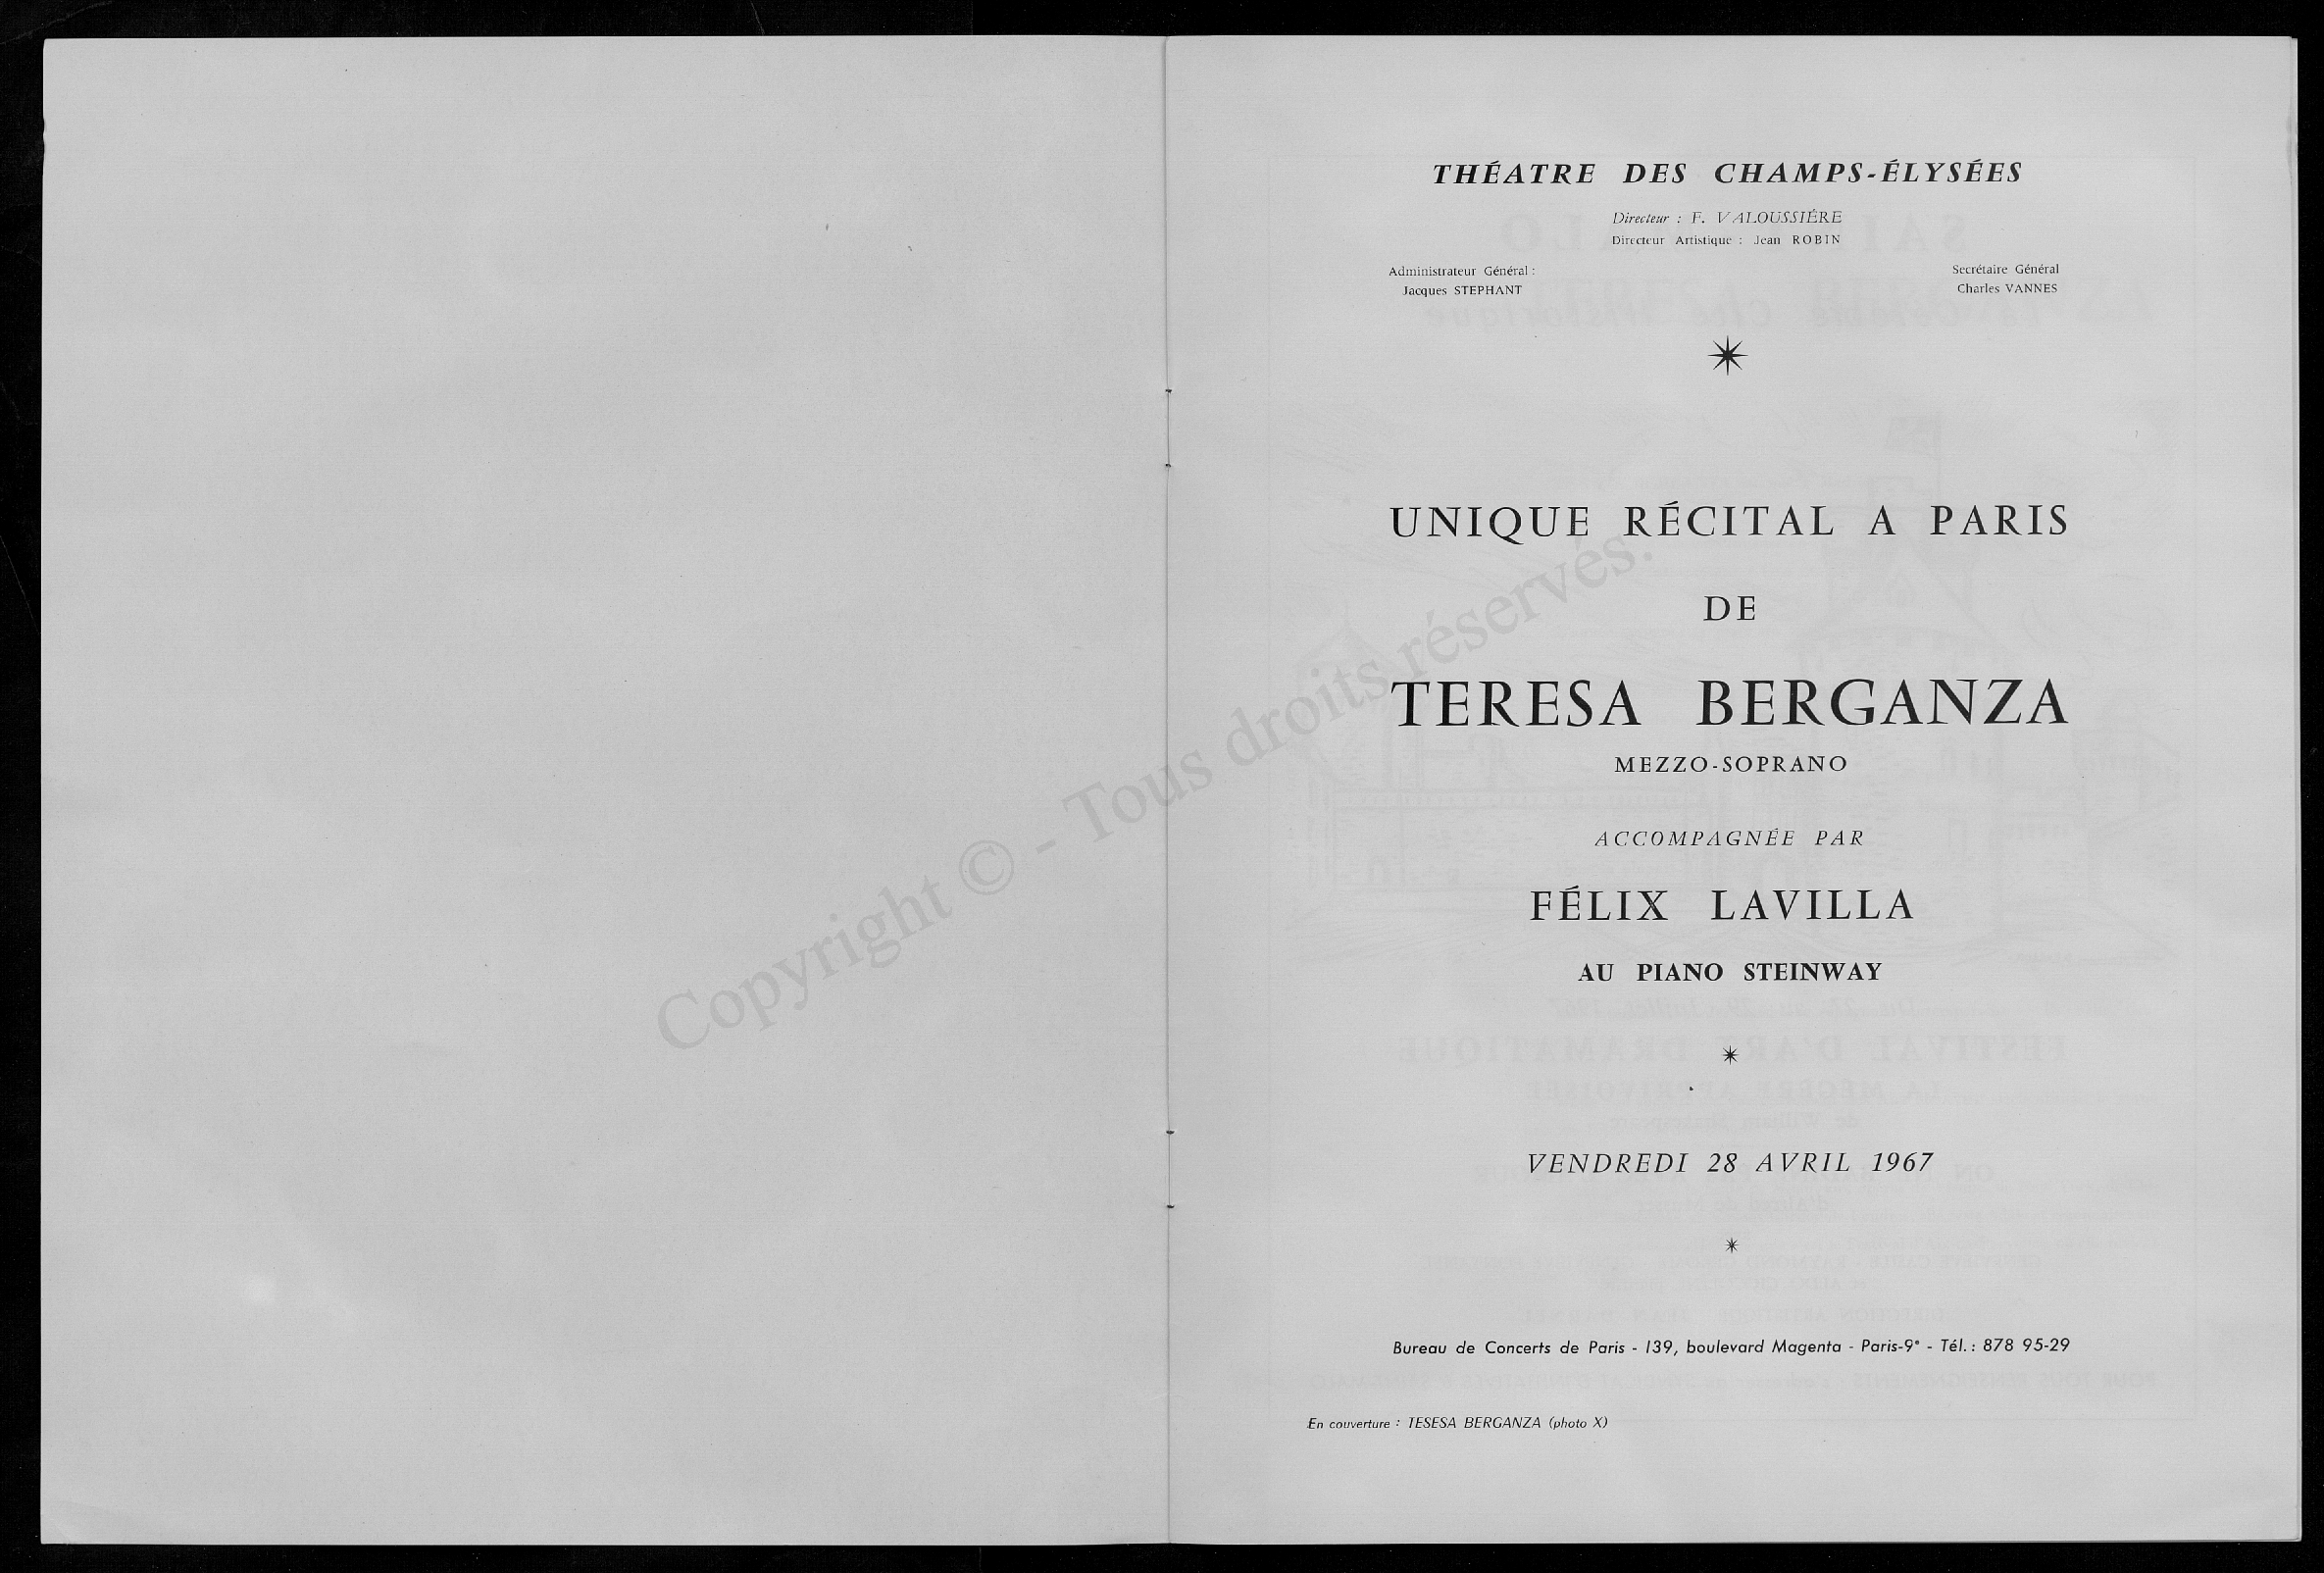 THÉATRE DES CHAMPS-ÉLYSÉES
Directeur : F. VALOUSSIÉRE
Directeur Artistique : Jean ROBIN
Administrateur Général :
Jacques STEPHANT
Secrétaire Général
Charles VANNES
UNIQUE RÉCITAL A PARIS
DE
TERESA BERGANZA
MEZZO-SOPRANO
ACCOMPAGNÉE PAR
FÉLIX LAVILLA
AU PIANO STEINWAY
VENDREDI 28 AVRIL 1967
Bureau de Concerts de Paris - 139, boulevard Magenta - Paris-9° - Tél. : 878 95-29
En couverture : TESESA BERGANZA (photo X)
Copyright © - Tous droits réservés.